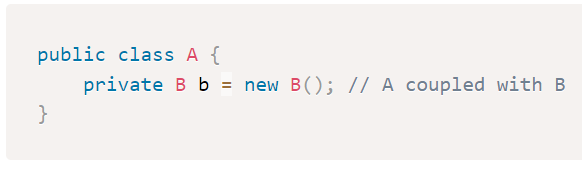 public class A {
    private B b = new B(); // A coupled with B
}